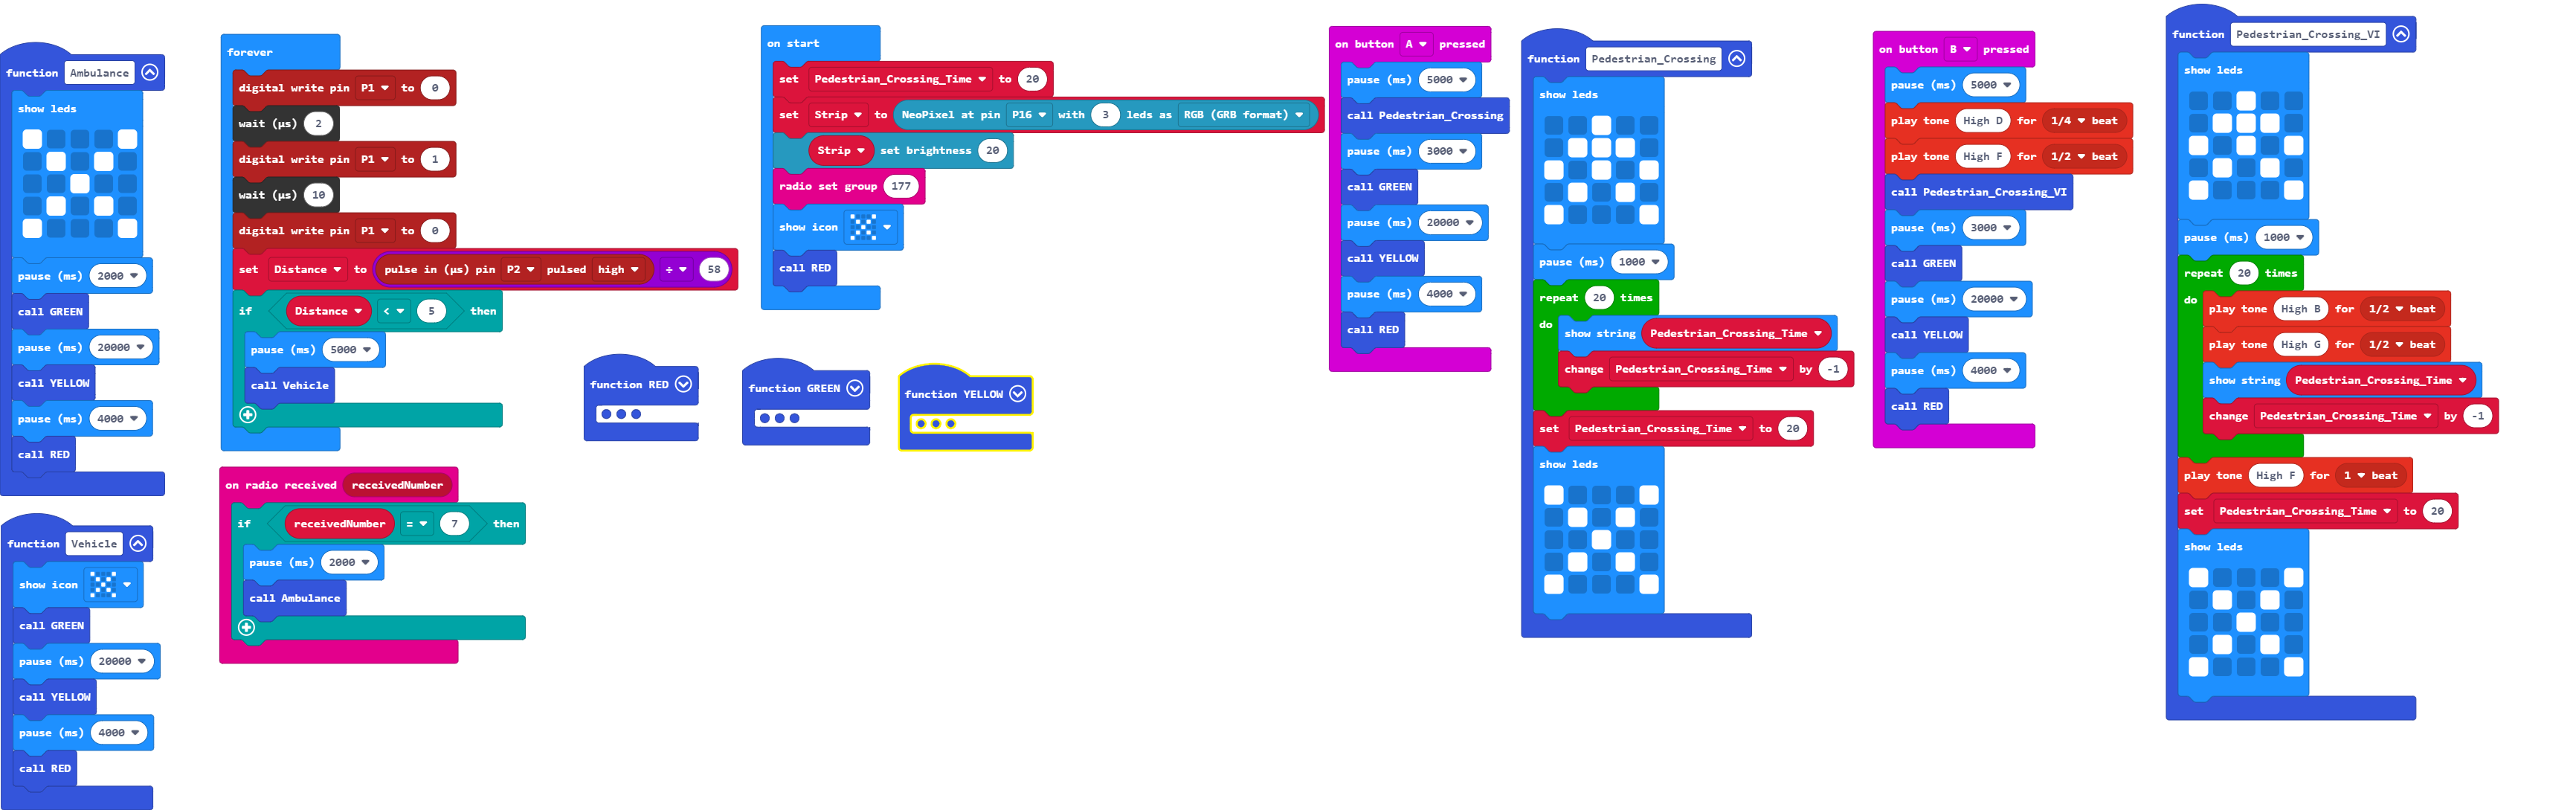 function Ambulance
show leds
pause (ms) 2000
call GREEN
pause (ms) 20000
call YELLOW
pause (ms) 4000
call RED
function Vehicle
show icon
call GREEN
pause (ms) 20000
call YELLOW
pause (ms) 4000
call RED
forever
digital write pin P1 to 0
wait (µs) 2
digital write pin P1 to 1
wait (µs) 10
digital write pin P1 to 0
set Distance to pulse in (µs) pin P2 pulsed high ÷ 58
if Distance < 5 then
pause (ms) 5000
call Vehicle
on radio received receivedNumber
if receivedNumber = 7 then
pause (ms) 2000
call Ambulance
function RED
function GREEN
function YELLOW
on start
set Pedestrian_Crossing_Time to 20
set Strip to NeoPixel at pin P16 with 3 leds as RGB (GRB format)
Strip set brightness 20
radio set group 177
show icon
call RED
on button A pressed
pause (ms) 5000
call Pedestrian_Crossing
pause (ms) 3000
call GREEN
pause (ms) 20000
call YELLOW
pause (ms) 4000
call RED
function Pedestrian_Crossing
show leds
pause (ms) 1000
repeat 20 times
do show string Pedestrian_Crossing_Time
change Pedestrian_Crossing_Time by -1
set Pedestrian_Crossing_Time to 20
show leds
on button B pressed
pause (ms) 5000
play tone High D for 1/4 beat
play tone High F for 1/2 beat
call Pedestrian_Crossing_VI
pause (ms) 3000
call GREEN
pause (ms) 20000
call YELLOW
pause (ms) 4000
call RED
function Pedestrian_Crossing_VI
show leds
pause (ms) 1000
repeat 20 times
do play tone High B for 1/2 beat
play tone High G for 1/2 beat
show string Pedestrian_Crossing_Time
change Pedestrian_Crossing_Time by -1
play tone High F for 1 beat
set Pedestrian_Crossing_Time to 20
show leds